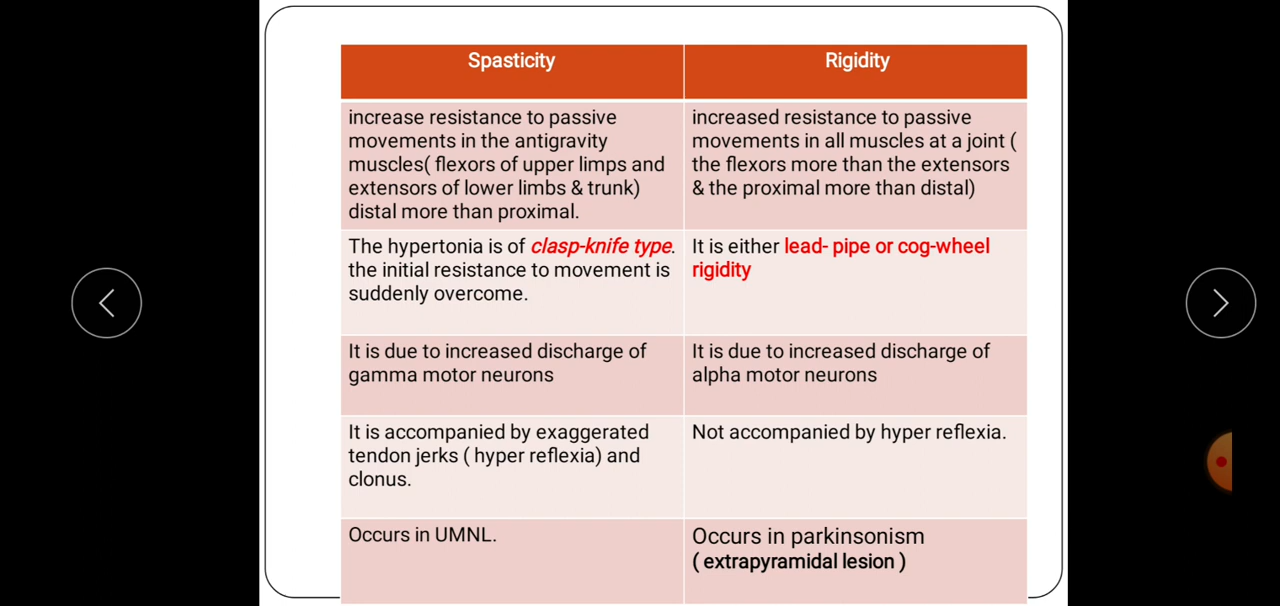 Spasticity
Rigidity
increase resistance to passive
movements in the antigravity
muscles( flexors of upper limps and
extensors of lower limbs & trunk)
distal more than proximal.
increased resistance to passive
movements in all muscles at a joint (
the flexors more than the extensors
& the proximal more than distal)
The hypertonia is of clasp-knife type.
the initial resistance to movement is
suddenly overcome.
It is either lead- pipe or cog-wheel
rigidity
It is due to increased discharge of
gamma motor neurons
It is due to increased discharge of
alpha motor neurons
It is accompanied by exaggerated
tendon jerks ( hyper reflexia) and
clonus.
Not accompanied by hyper reflexia.
Occurs in UMNL.
Occurs in parkinsonism
( extrapyramidal lesion )